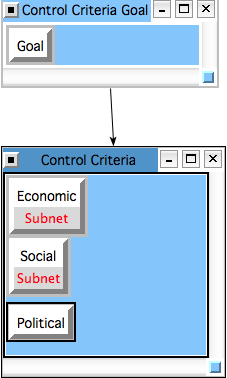 Control Criteria Goal
Goal
Control Criteria
Economic
Subnet
Social
Subnet
Political